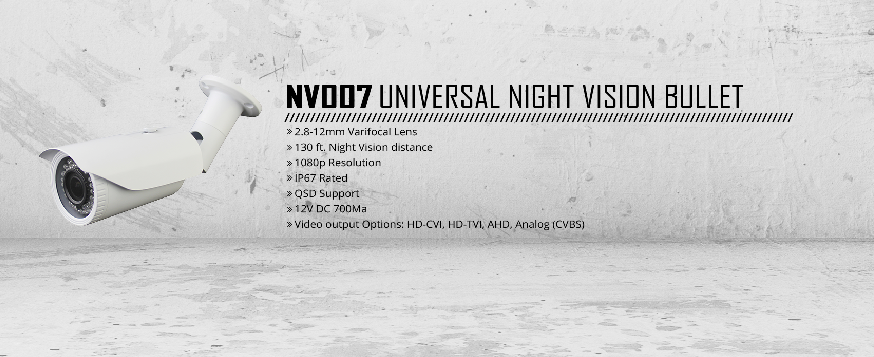 NV007 UNIVERSAL NIGHT VISION BULLET
» 2.8-12mm Varifocal Lens
» 130 ft. Night Vision distance
» 1080p Resolution
» IP67 Rated
» QSD Support
» 12V DC 700Ma
» Video output Options: HD-CVI, HD-TVI, AHD, Analog (CVBS)